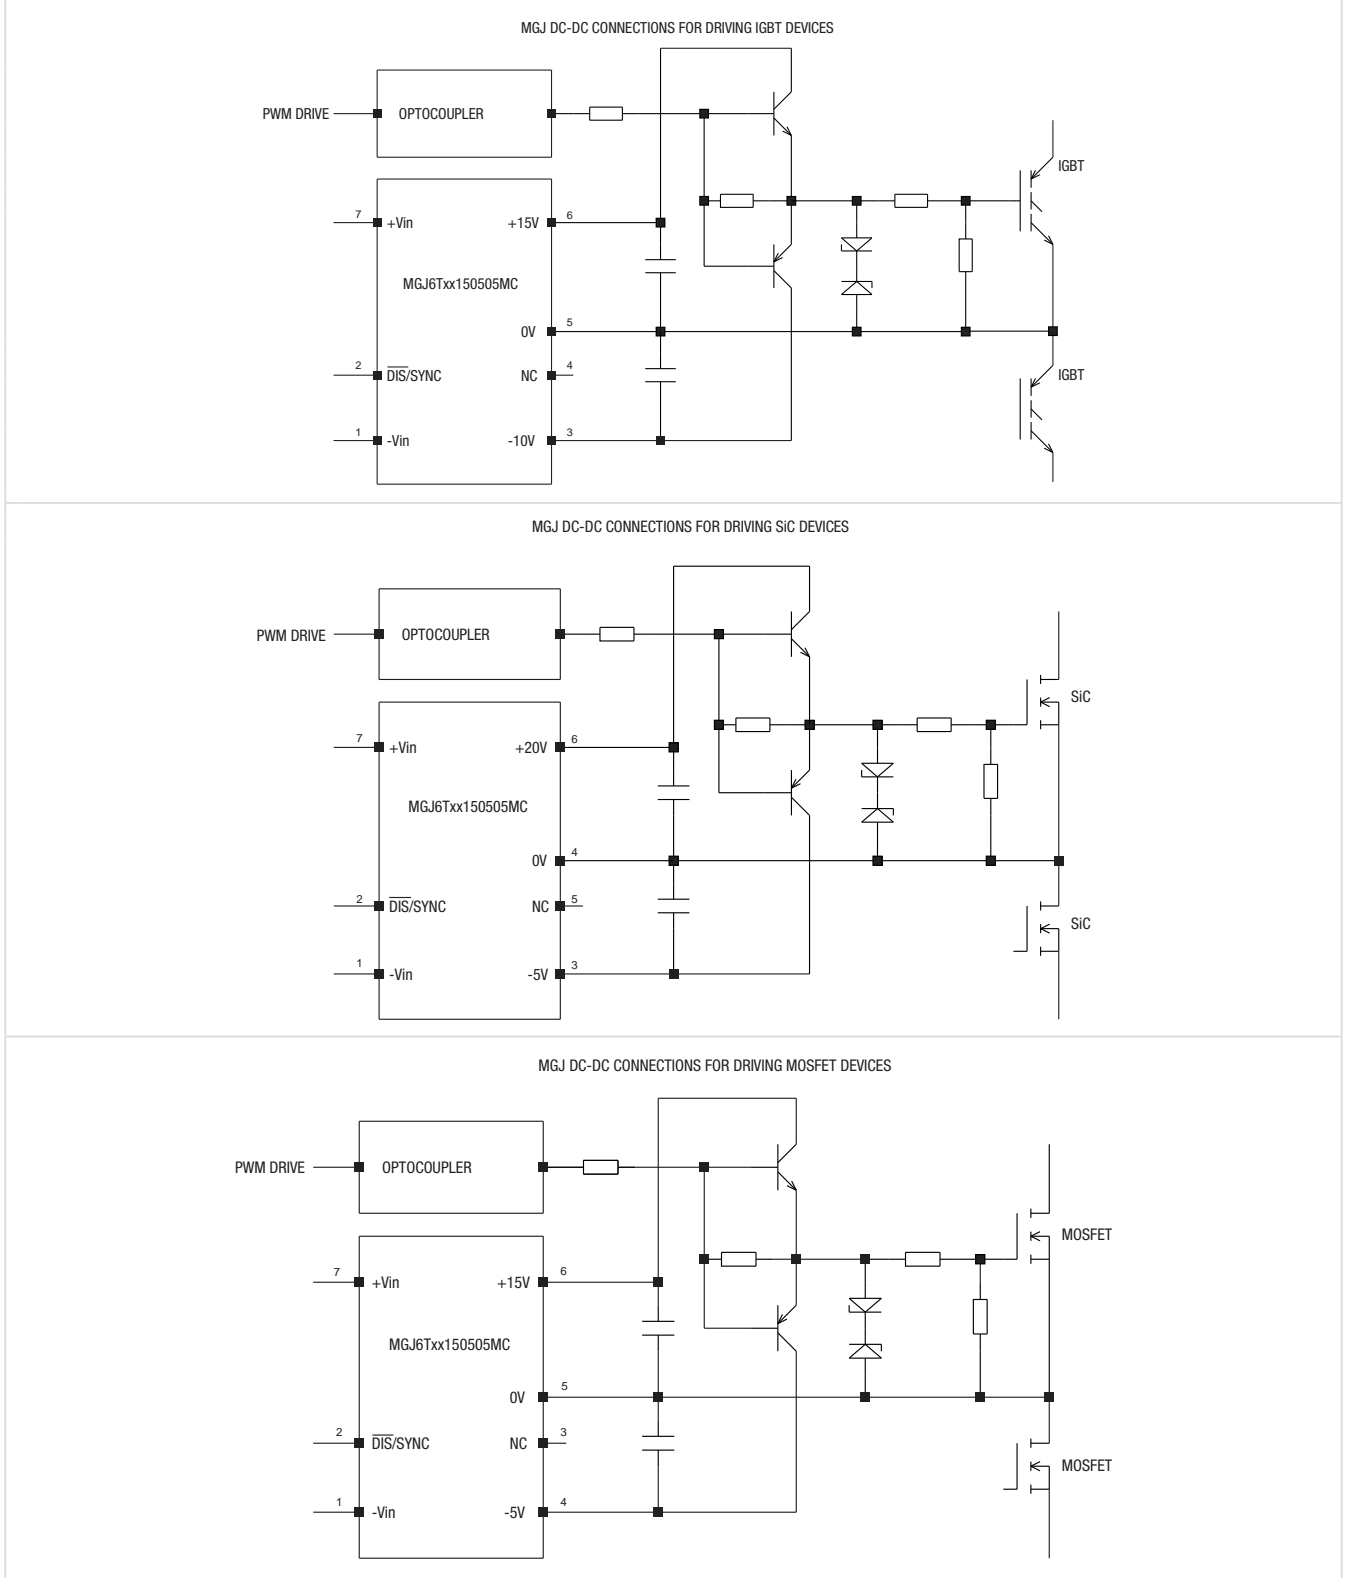 MGJ DC-DC CONNECTIONS FOR DRIVING IGBT DEVICES
PWM DRIVE
OPTOCOUPLER
IGBT
7
+Vin
+15V
6
MGJ6Txx150505MC
0V
5
2
DIS/SYNC
NC
4
IGBT
1
-Vin
-10V
3
MGJ DC-DC CONNECTIONS FOR DRIVING SiC DEVICES
PWM DRIVE
OPTOCOUPLER
SiC
7
+Vin
+20V
6
MGJ6Txx150505MC
0V
4
2
DIS/SYNC
NC
5
SiC
1
-Vin
-5V
3
MGJ DC-DC CONNECTIONS FOR DRIVING MOSFET DEVICES
PWM DRIVE
OPTOCOUPLER
MOSFET
7
+Vin
+15V
6
MGJ6Txx150505MC
0V
5
2
DIS/SYNC
NC
3
MOSFET
1
-Vin
-5V
4